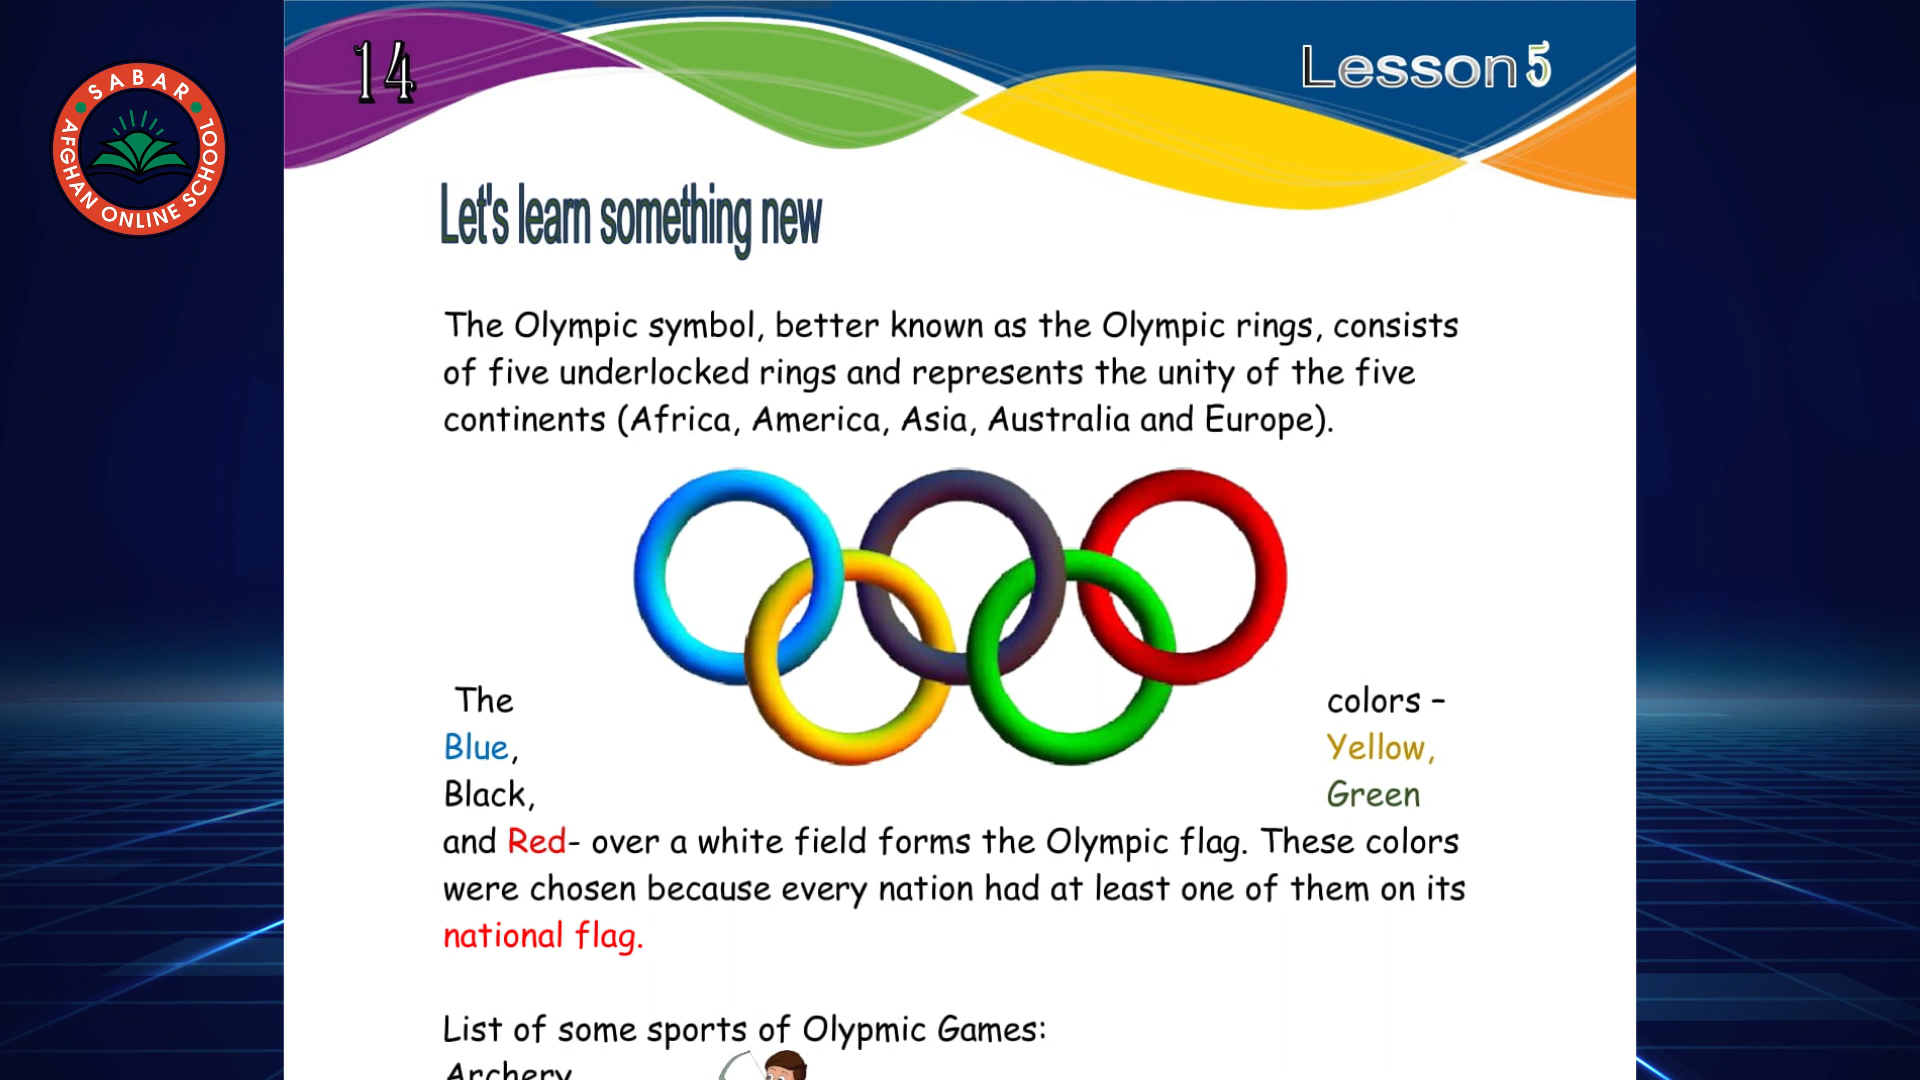 SABAR
AFGHAN ONLINE SCHOOL
14
Lesson 5
Let's learn something new
The Olympic symbol, better known as the Olympic rings, consists
of five underlocked rings and represents the unity of the five
continents (Africa, America, Asia, Australia and Europe).
The colors –
Blue, Yellow,
Black, Green
and Red- over a white field forms the Olympic flag. These colors
were chosen because every nation had at least one of them on its
national flag.
List of some sports of Olypmic Games:
Archery